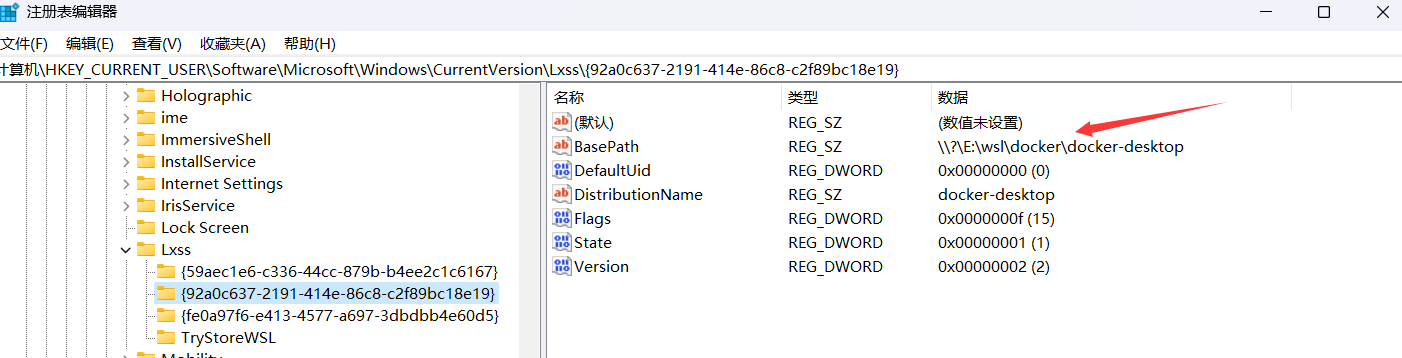 注册表编辑器
文件(F) 编辑(E) 查看(V) 收藏夹(A) 帮助(H)
计算机\HKEY_CURRENT_USER\Software\Microsoft\Windows\CurrentVersion\Lxss\{92a0c637-2191-414e-86c8-c2f89bc18e19}
Holographic
ime
ImmersiveShell
InstallService
Internet Settings
IrisService
Lock Screen
Lxss
{59aec1e6-c336-44cc-879b-b4ee2c1c6167}
{92a0c637-2191-414e-86c8-c2f89bc18e19}
{fe0a97f6-e413-4577-a697-3dbdbb4e60d5}
TryStoreWSL
Mobility
名称 类型 数据
(默认) REG_SZ (数值未设置)
BasePath REG_SZ \\?\E:\wsl\docker\docker-desktop
DefaultUid REG_DWORD 0x00000000 (0)
DistributionName REG_SZ docker-desktop
Flags REG_DWORD 0x0000000f (15)
State REG_DWORD 0x00000001 (1)
Version REG_DWORD 0x00000002 (2)